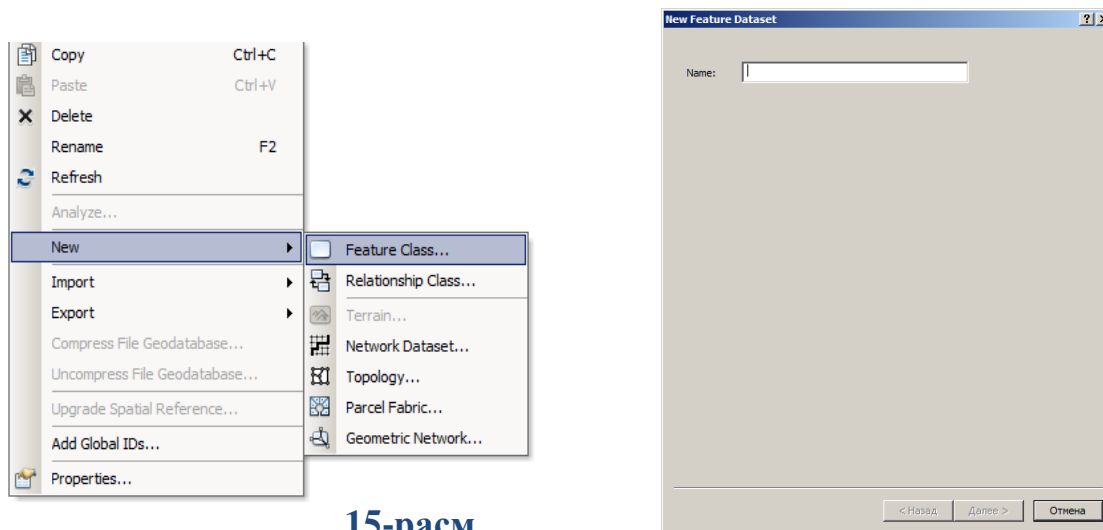 Copy Ctrl+C
Paste Ctrl+V
Delete
Rename F2
Refresh
Analyze...
New
Import
Export
Compress File Geodatabase...
Uncompress File Geodatabase...
Upgrade Spatial Reference...
Add Global IDs...
Properties...
Feature Class...
Relationship Class...
Terrain...
Network Dataset...
Topology...
Parcel Fabric...
Geometric Network...
15-расм
New Feature Dataset
Name:
< Назад Далее > Отмена